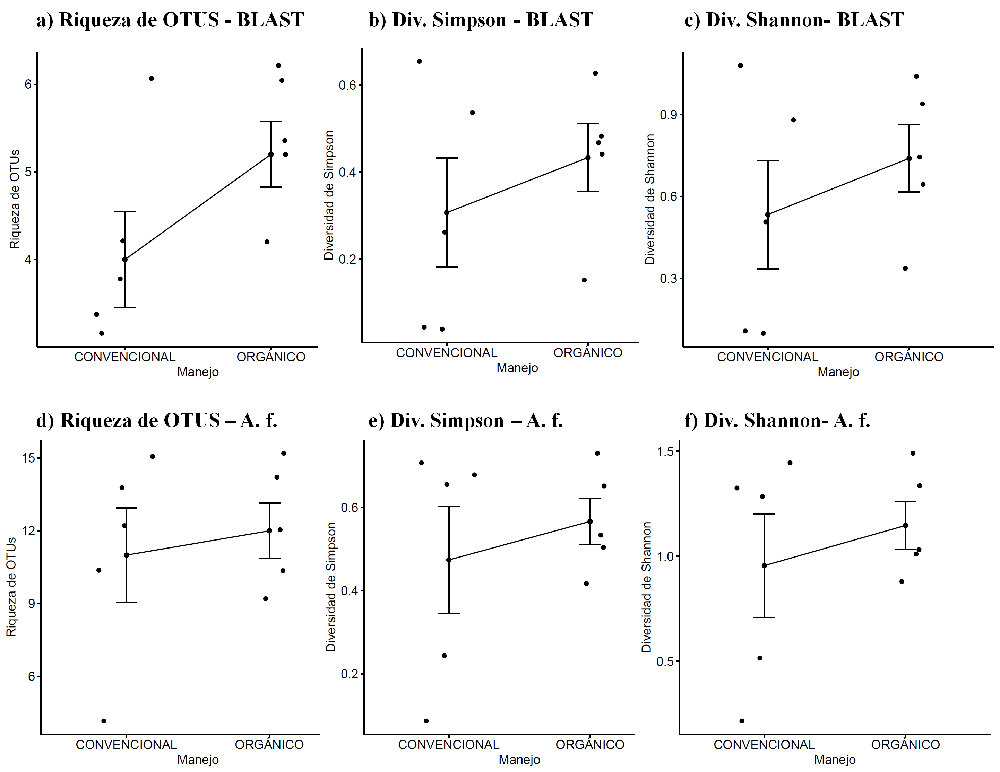 a) Riqueza de OTUS - BLAST
Riqueza de OTUs
6
5
4
CONVENCIONAL ORGÁNICO
Manejo
b) Div. Simpson - BLAST
Diversidad de Simpson
0.6
0.4
0.2
CONVENCIONAL ORGÁNICO
Manejo
c) Div. Shannon- BLAST
Diversidad de Shannon
0.9
0.6
0.3
CONVENCIONAL ORGÁNICO
Manejo
d) Riqueza de OTUS – A. f.
Riqueza de OTUs
15
12
9
6
CONVENCIONAL ORGÁNICO
Manejo
e) Div. Simpson – A. f.
Diversidad de Simpson
0.6
0.4
0.2
CONVENCIONAL ORGÁNICO
Manejo
f) Div. Shannon- A. f.
Diversidad de Shannon
1.5
1.0
0.5
CONVENCIONAL ORGÁNICO
Manejo